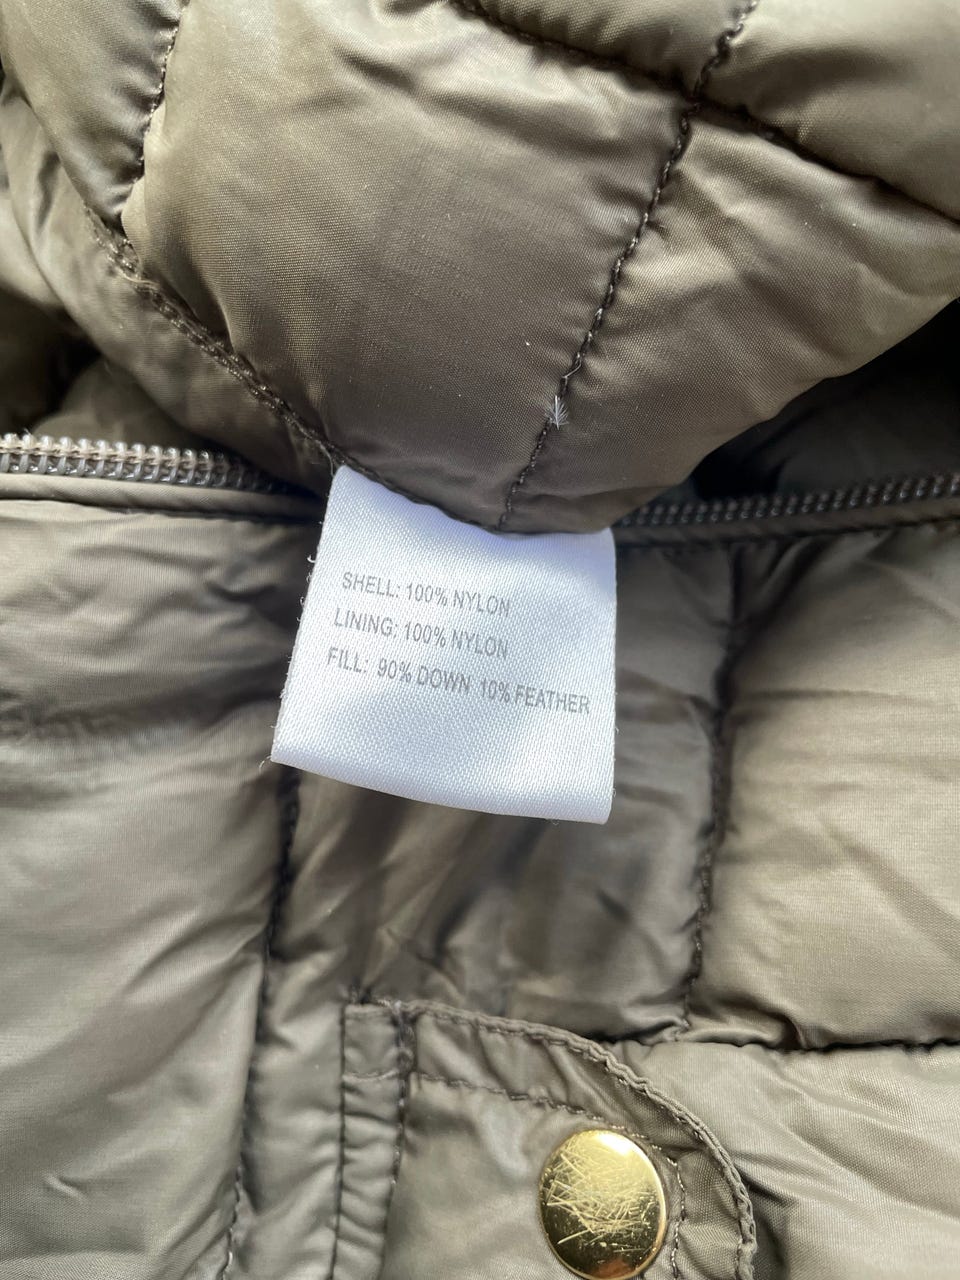 SHELL: 100% NYLON
LINING: 100% NYLON
FILL: 90% DOWN 10% FEATHER